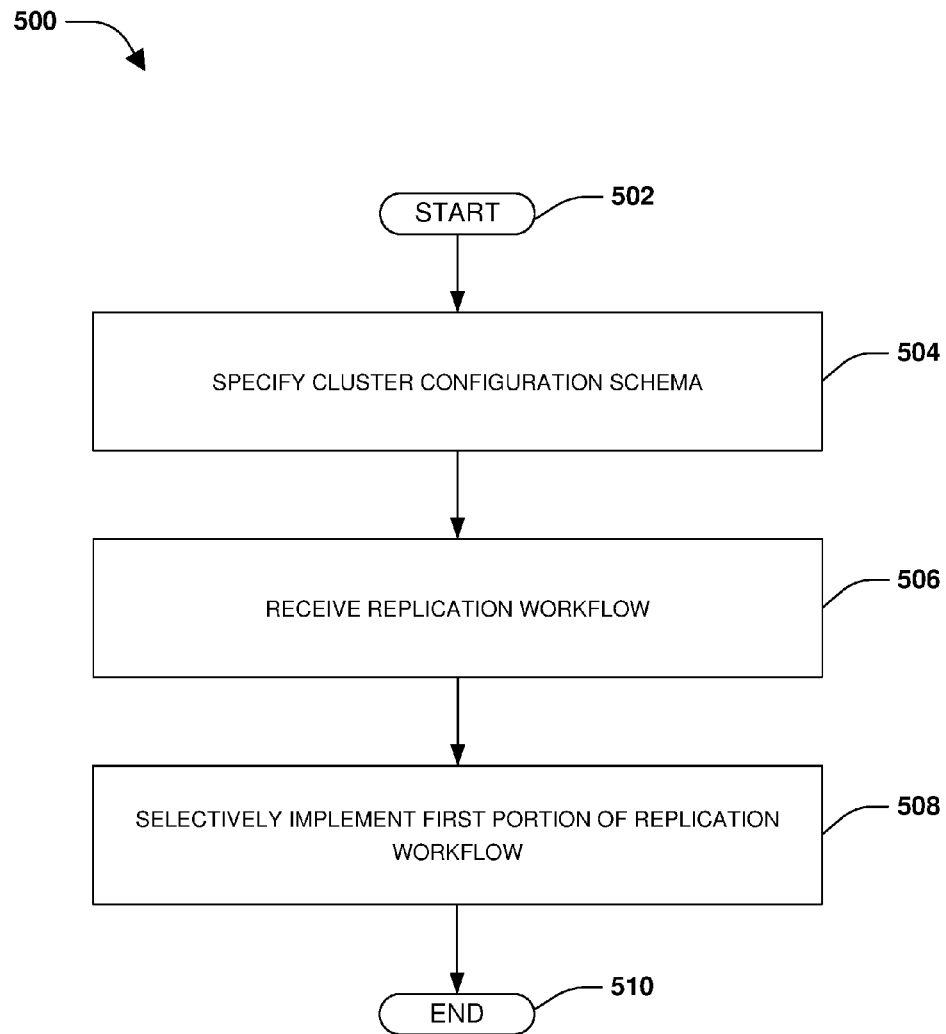 500
START
502
SPECIFY CLUSTER CONFIGURATION SCHEMA
504
RECEIVE REPLICATION WORKFLOW
506
SELECTIVELY IMPLEMENT FIRST PORTION OF REPLICATION
WORKFLOW
508
END
510